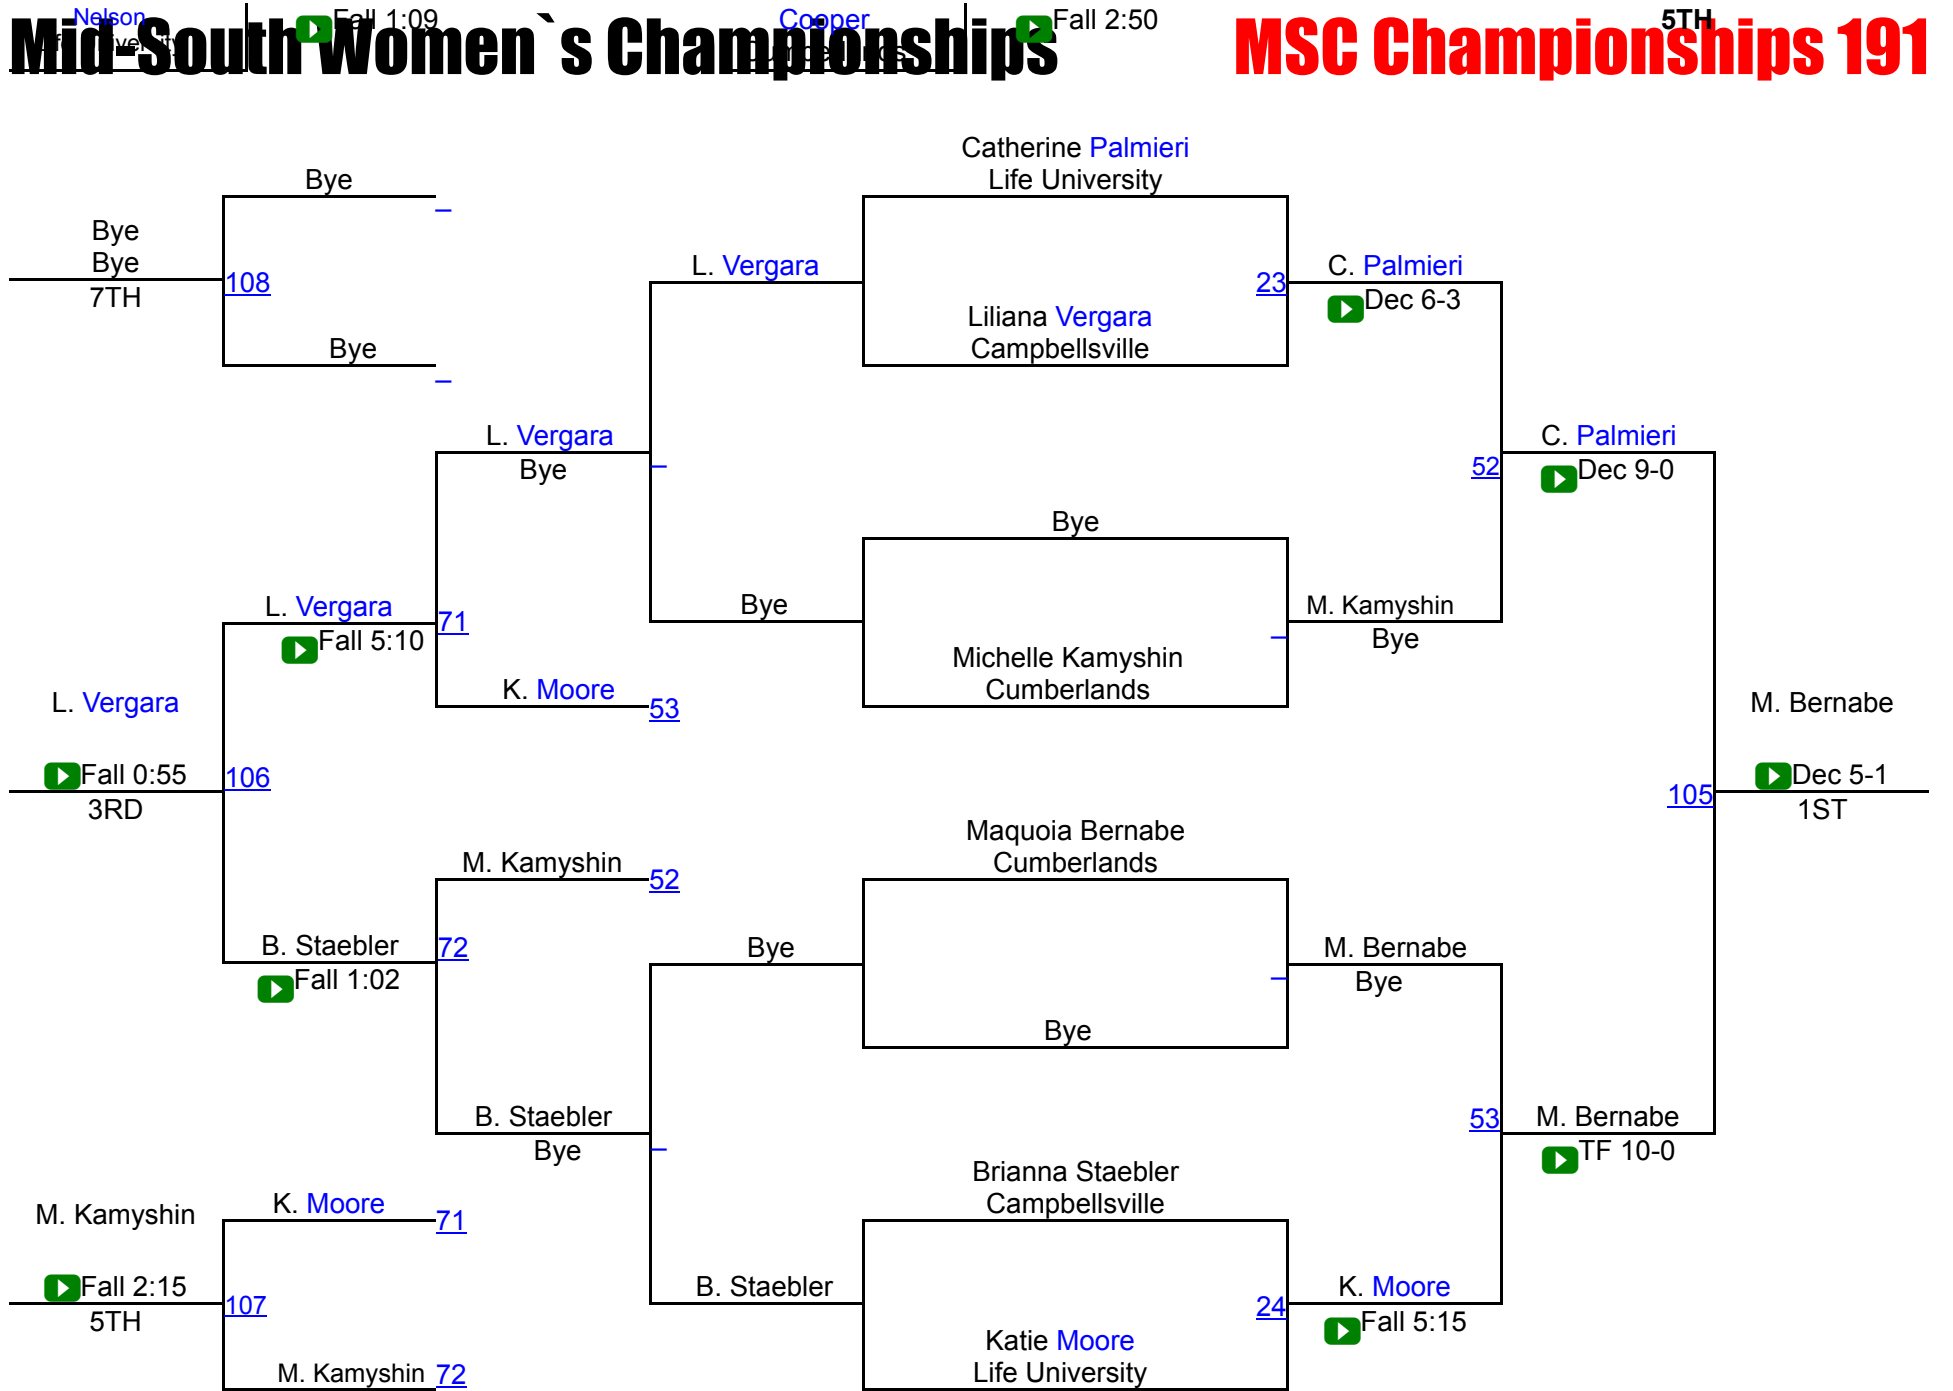 Nelson
Fall 1:09
Cooper
Fall 2:50
5TH
Mid-South Women`s Championships
MSC Championships 191
Catherine Palmieri
Life University
Bye
Bye
Bye
7TH
108
Bye
L. Vergara
23
C. Palmieri
Dec 6-3
Liliana Vergara
Campbellsville
L. Vergara
Bye
52
C. Palmieri
Dec 9-0
Bye
L. Vergara
Fall 5:10
71
Bye
M. Kamyshin
Bye
Michelle Kamyshin
Cumberlands
K. Moore
53
L. Vergara
Fall 0:55
3RD
106
M. Bernabe
Dec 5-1
1ST
105
Maquoia Bernabe
Cumberlands
M. Kamyshin
52
B. Staebler
Fall 1:02
72
Bye
M. Bernabe
Bye
Bye
B. Staebler
Bye
53
M. Bernabe
TF 10-0
Brianna Staebler
Campbellsville
M. Kamyshin
K. Moore
71
Fall 2:15
5TH
107
B. Staebler
24
K. Moore
Fall 5:15
Katie Moore
Life University
M. Kamyshin
72